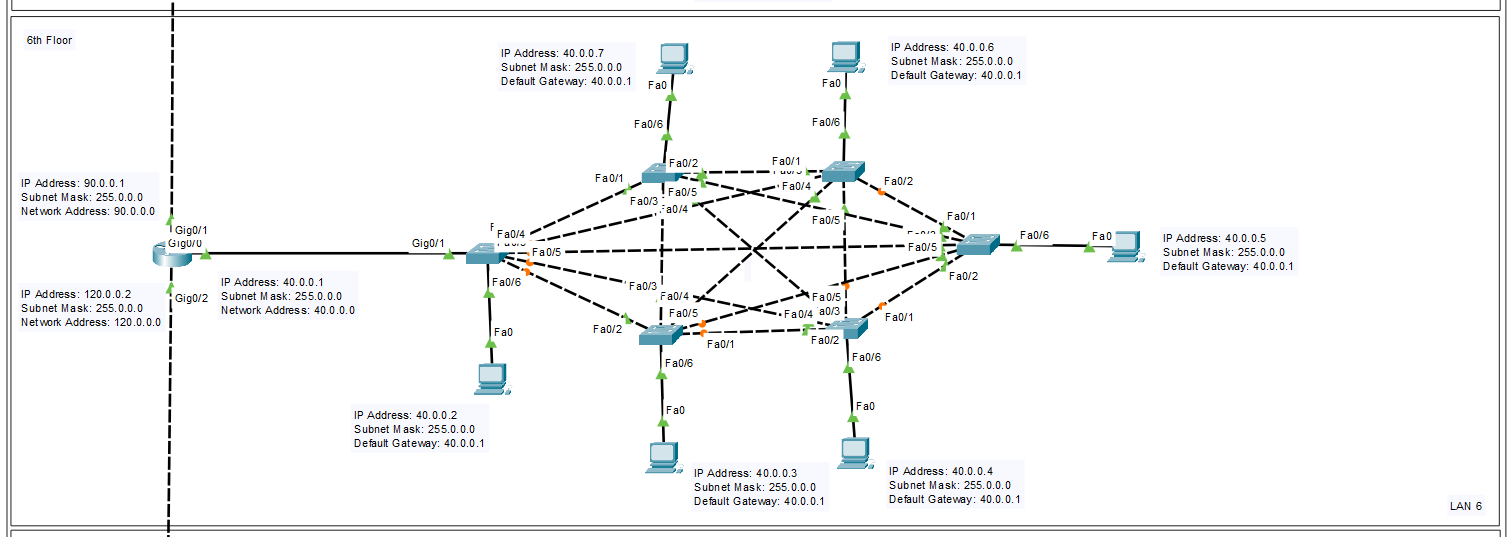 6th Floor
IP Address: 40.0.0.7
Subnet Mask: 255.0.0.0
Default Gateway: 40.0.0.1
IP Address: 40.0.0.6
Subnet Mask: 255.0.0.0
Default Gateway: 40.0.0.1
Fa0
Fa0
Fa0/6
Fa0/6
IP Address: 90.0.0.1
Subnet Mask: 255.0.0.0
Network Address: 90.0.0.0
Gig0/1
Gig0/0
Gig0/2
Gig0/1
IP Address: 120.0.0.2
Subnet Mask: 255.0.0.0
Network Address: 120.0.0.0
IP Address: 40.0.0.1
Subnet Mask: 255.0.0.0
Network Address: 40.0.0.0
Fa0/4
Fa0/5
Fa0/6
Fa0
Fa0/1
Fa0/2
Fa0/5
Fa0/3
Fa0/4
Fa0/1
Fa0/4
Fa0/2
Fa0/5
Fa0/1
Fa0/5
Fa0/2
Fa0/6
Fa0
IP Address: 40.0.0.5
Subnet Mask: 255.0.0.0
Default Gateway: 40.0.0.1
Fa0/3
Fa0/4
Fa0/5
Fa0/2
Fa0/1
Fa0/6
Fa0
Fa0/5
Fa0/4
Fa0/3
Fa0/2
Fa0/1
Fa0/6
Fa0
IP Address: 40.0.0.2
Subnet Mask: 255.0.0.0
Default Gateway: 40.0.0.1
IP Address: 40.0.0.3
Subnet Mask: 255.0.0.0
Default Gateway: 40.0.0.1
IP Address: 40.0.0.4
Subnet Mask: 255.0.0.0
Default Gateway: 40.0.0.1
LAN 6